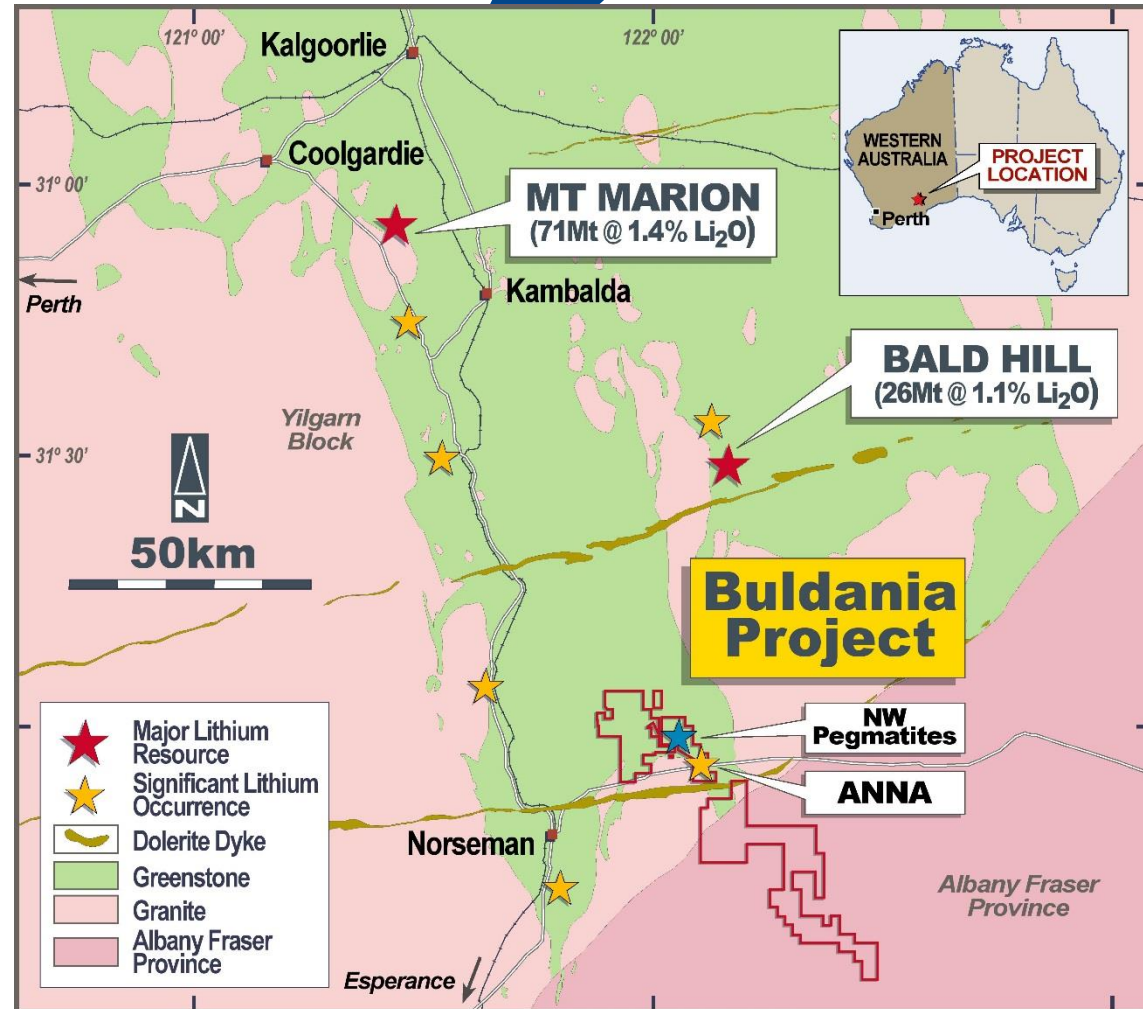 121° 00'
122° 00'
Kalgoorlie
Coolgardie
31° 00'
MT MARION
(71Mt @ 1.4% Li₂O)
Kambalda
Perth
WESTERN
AUSTRALIA
PROJECT
LOCATION
Perth
BALD HILL
(26Mt @ 1.1% Li₂O)
Yilgarn
Block
31° 30'
N
50km
Buldania
Project
NW
Pegmatites
ANNA
Norseman
Albany Fraser
Province
Esperance
Major Lithium
Resource
Significant Lithium
Occurrence
Dolerite Dyke
Greenstone
Granite
Albany Fraser
Province